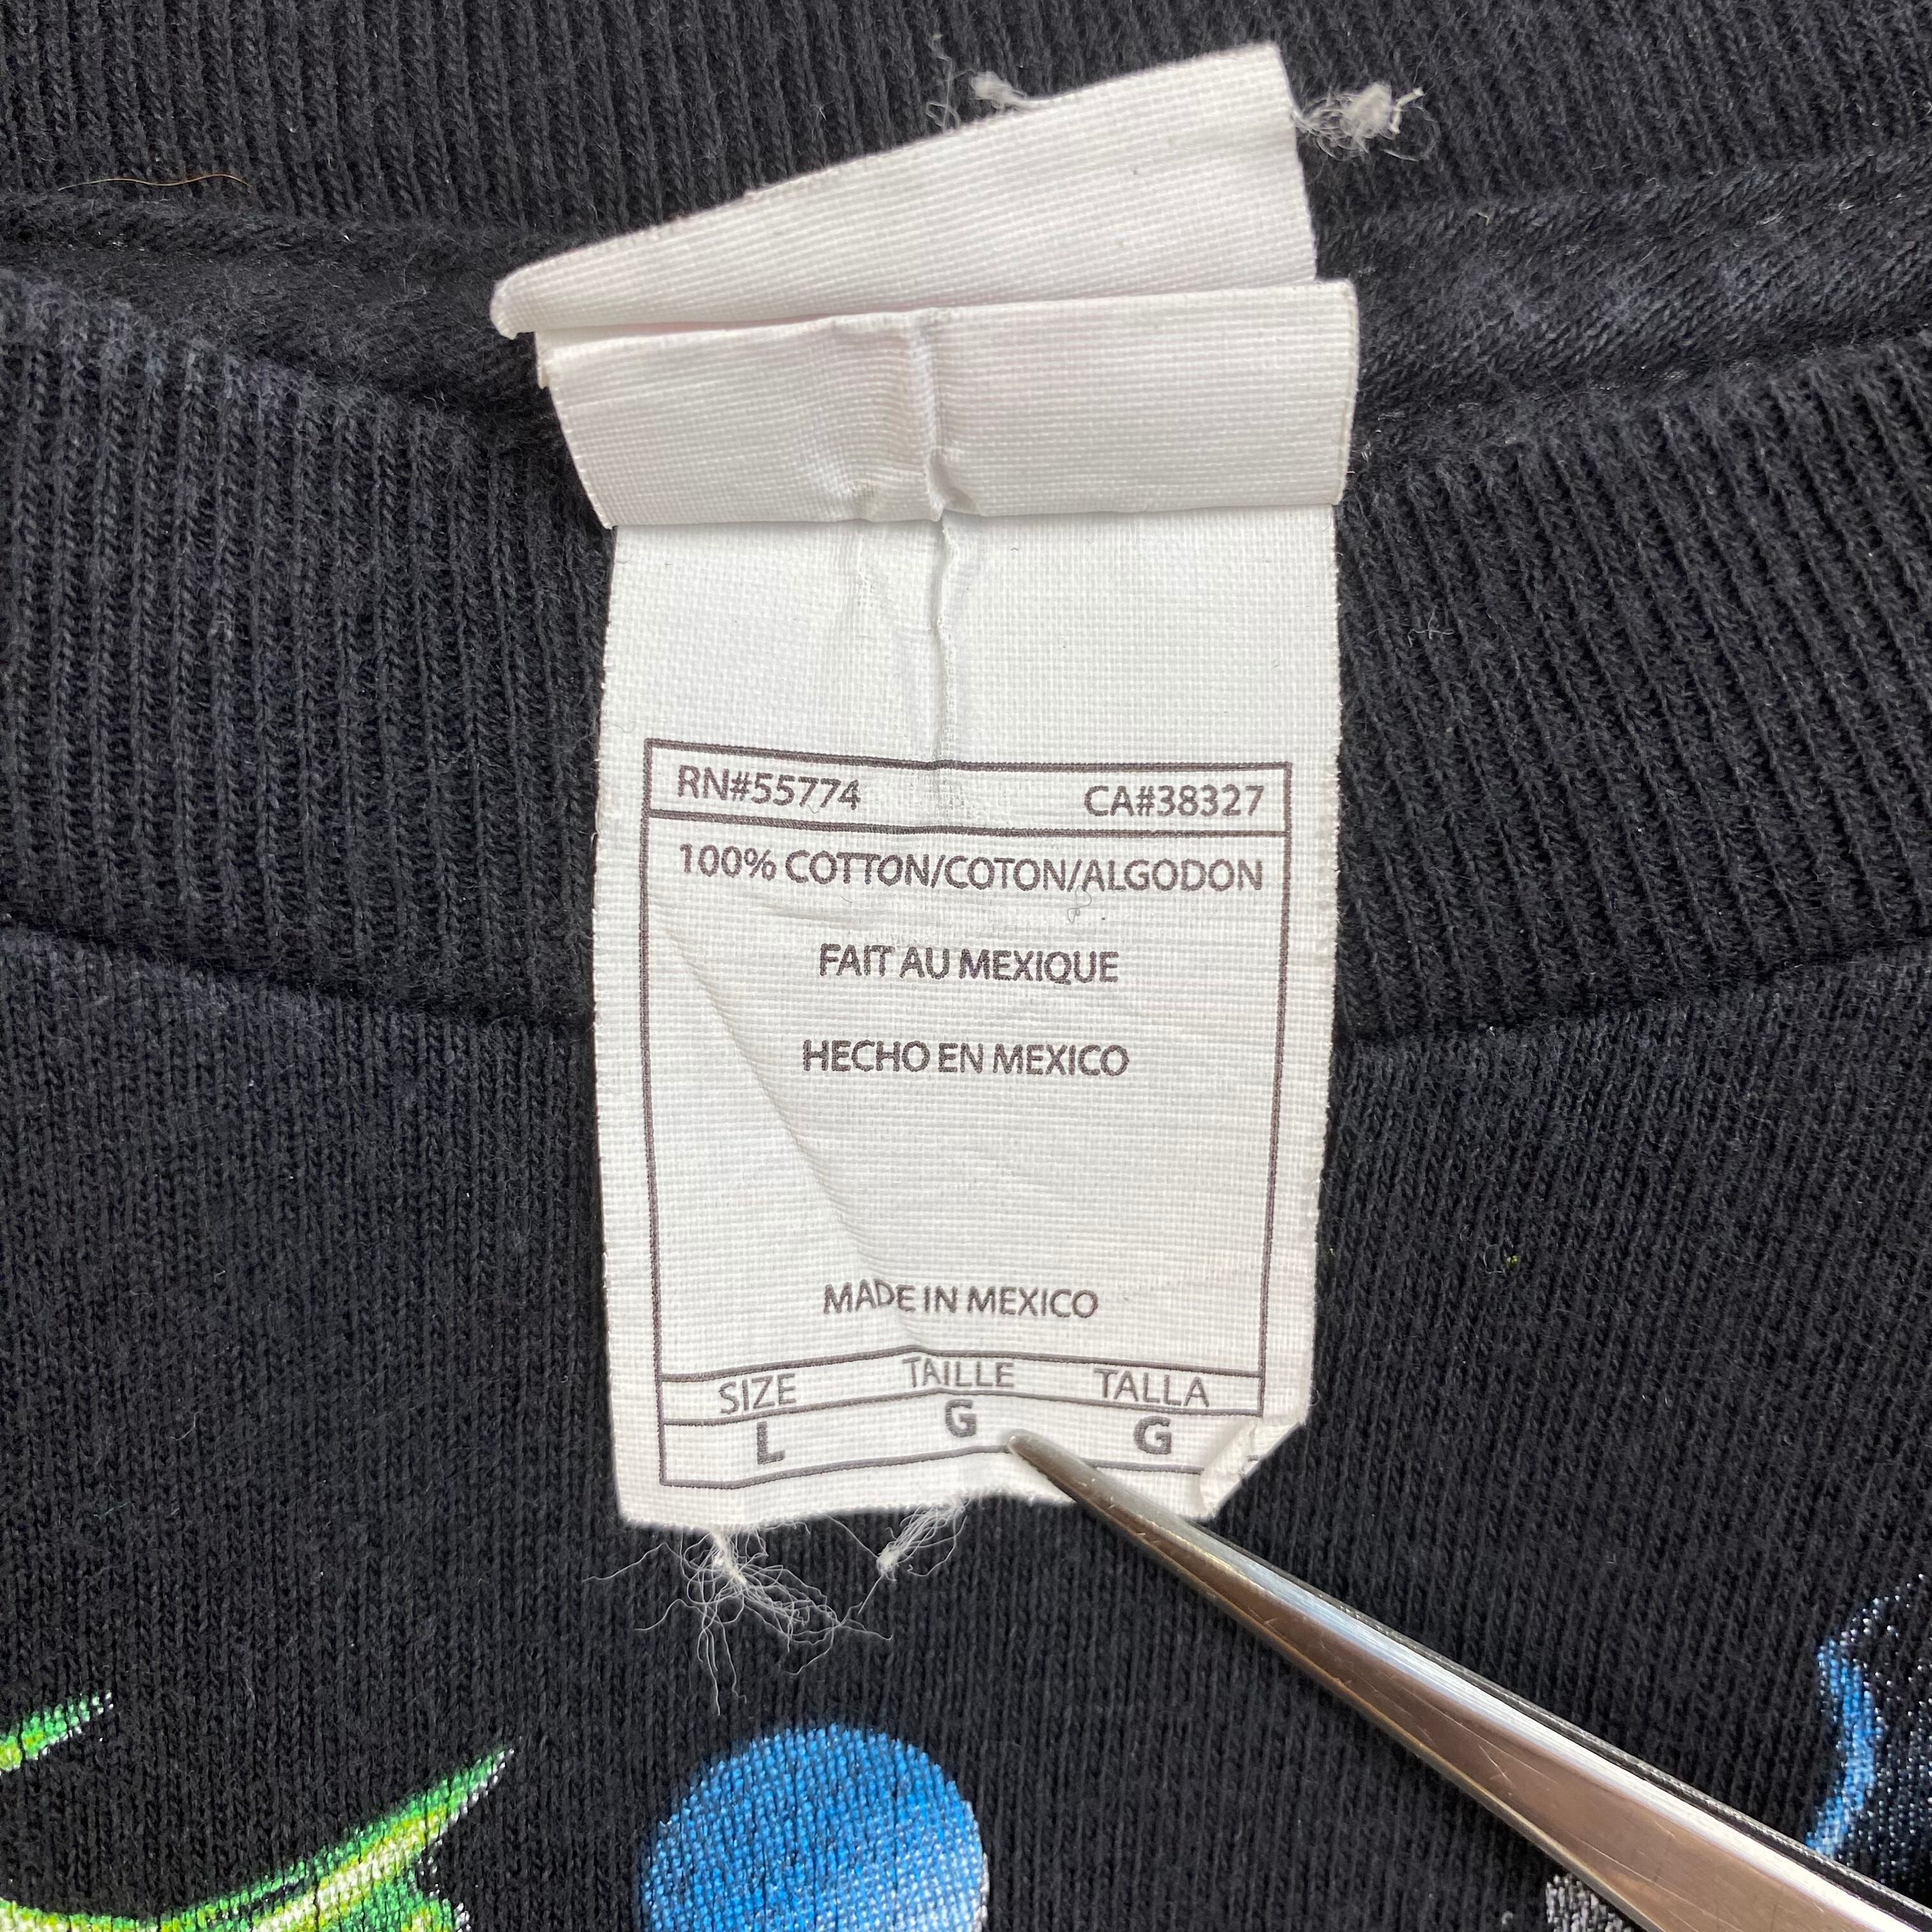 RN#55774 CA#38327
100% COTTON/COTON/ALGODON
FAIT AU MEXIQUE
HECHO EN MEXICO
MADE IN MEXICO
SIZE TAILLE TALLA
L G G